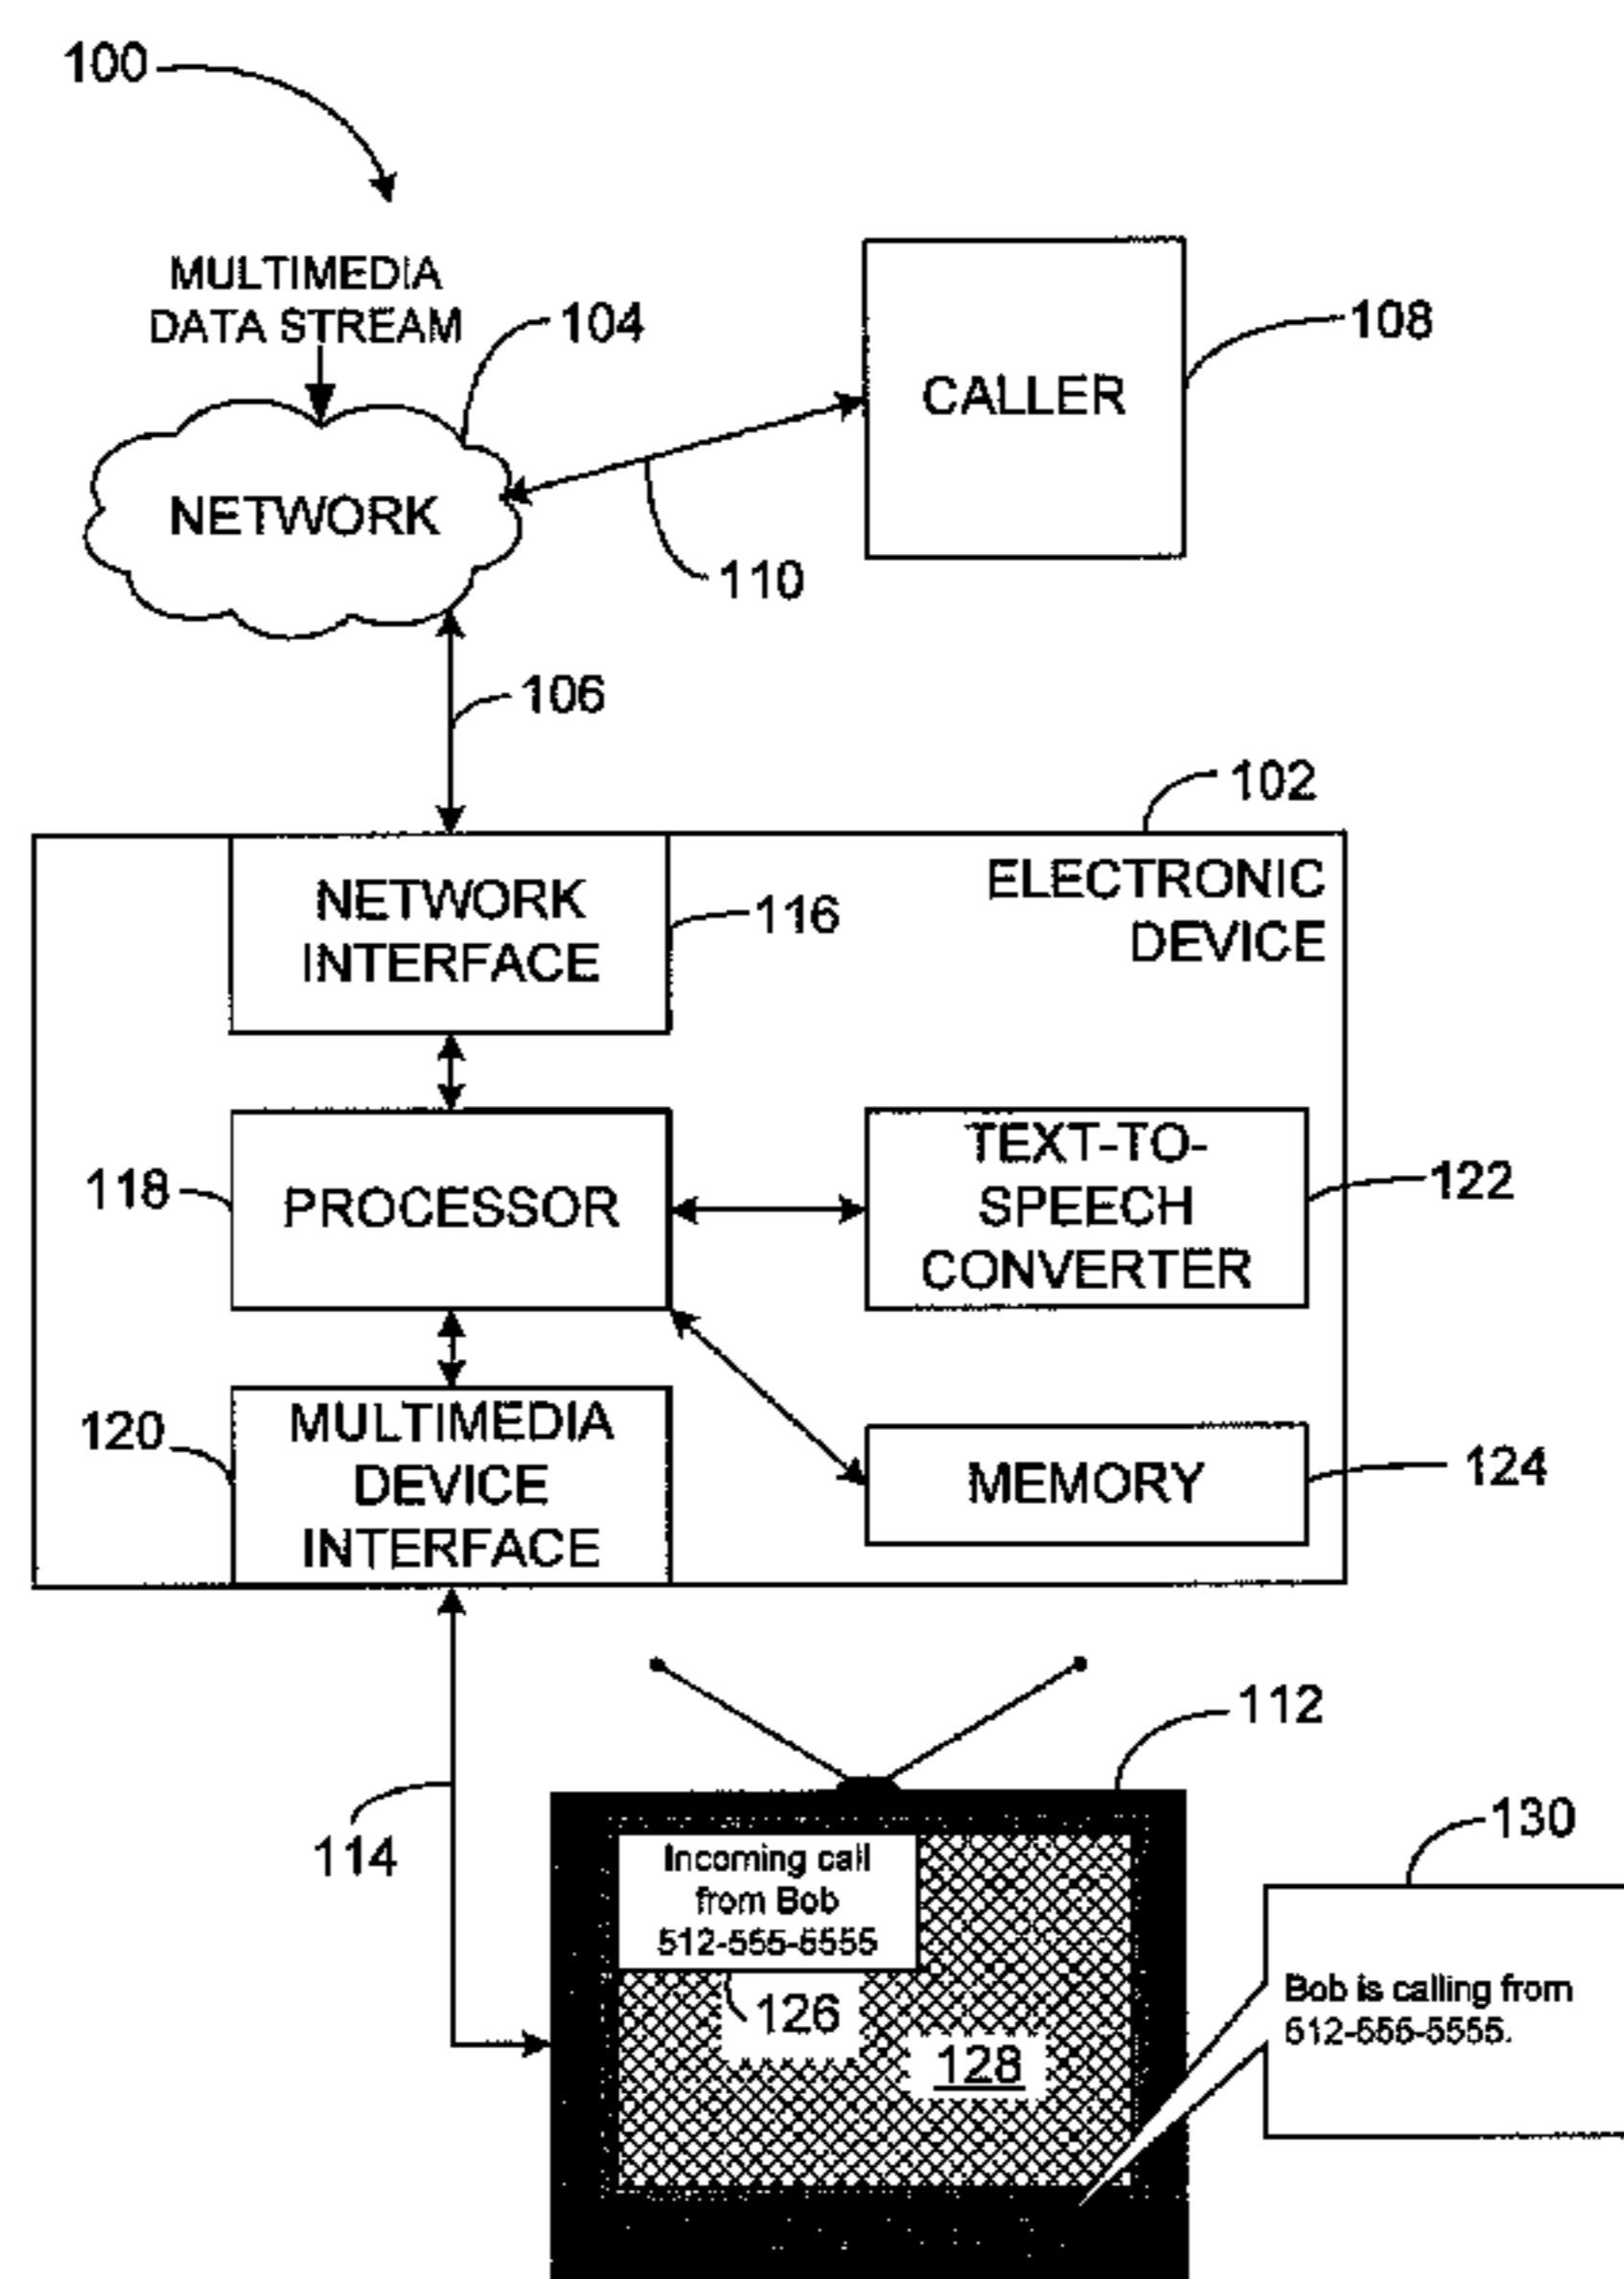 100
MULTIMEDIA
DATA STREAM
104
108
CALLER
NETWORK
110
106
102
ELECTRONIC
DEVICE
NETWORK
INTERFACE
116
118
PROCESSOR
TEXT-TO-
SPEECH
CONVERTER
122
120
MULTIMEDIA
DEVICE
INTERFACE
MEMORY
124
112
114
130
Incoming call
from Bob
512-555-5555
126
128
Bob is calling from
512-555-5555.